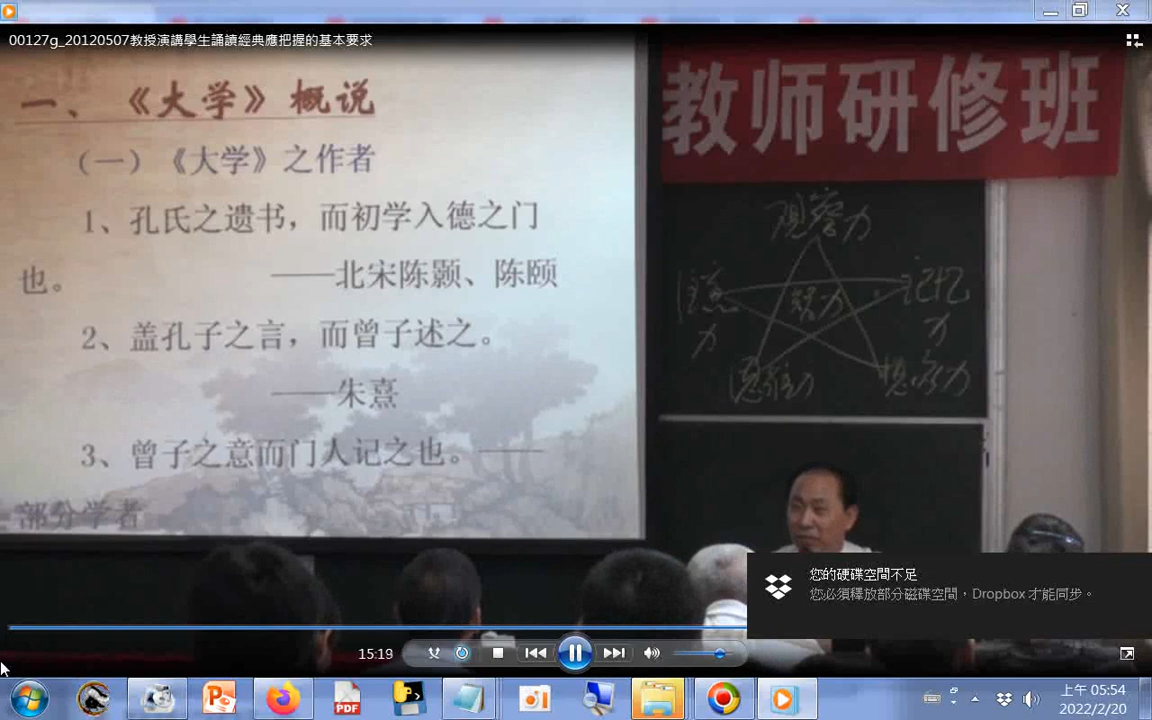 00127g_20120507教授演講學生誦讀經典應把握的基本要求
一、《大学》概说
(一)《大学》之作者
1、孔氏之遗书，而初学入德之门
也。 ——北宋陈颢、陈颐
2、盖孔子之言，而曾子述之。
——朱熹
3、曾子之意而门人记之也。——
部分学者
教师研修班
观察力
注意力
记忆力
想象力
您的硬碟空間不足
您必須釋放部分磁碟空間，Dropbox 才能同步。
15:19
PDF
上午 05:54
2022/2/20